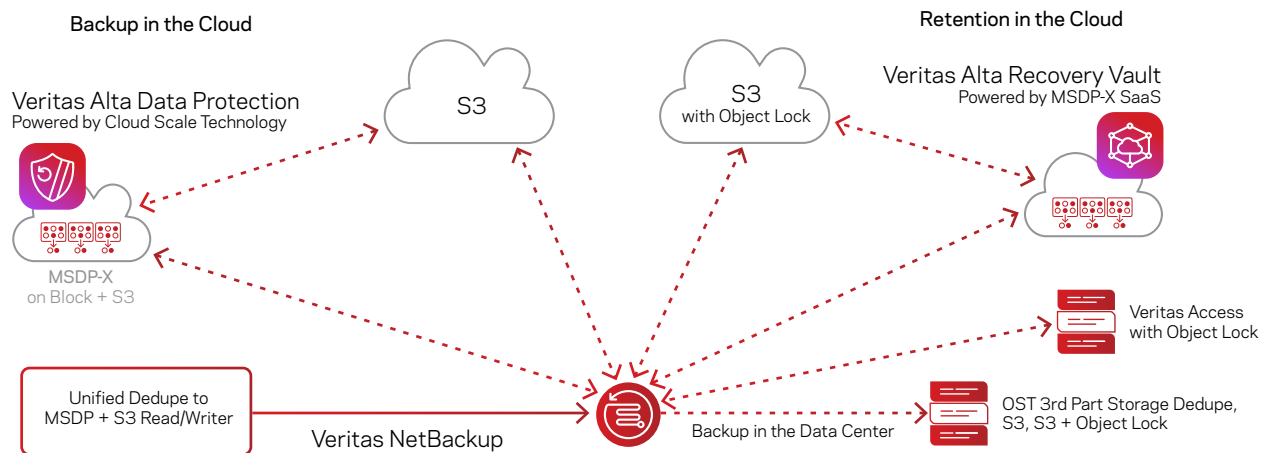 Backup in the Cloud
Retention in the Cloud
Veritas Alta Data Protection
Powered by Cloud Scale Technology
S3
S3
with Object Lock
Veritas Alta Recovery Vault
Powered by MSDP-X SaaS
MSDP-X
on Block + S3
Veritas Access
with Object Lock
Unified Dedupe to
MSDP + S3 Read/Writer
Veritas NetBackup
Backup in the Data Center
OST 3rd Part Storage Dedupe,
S3, S3 + Object Lock